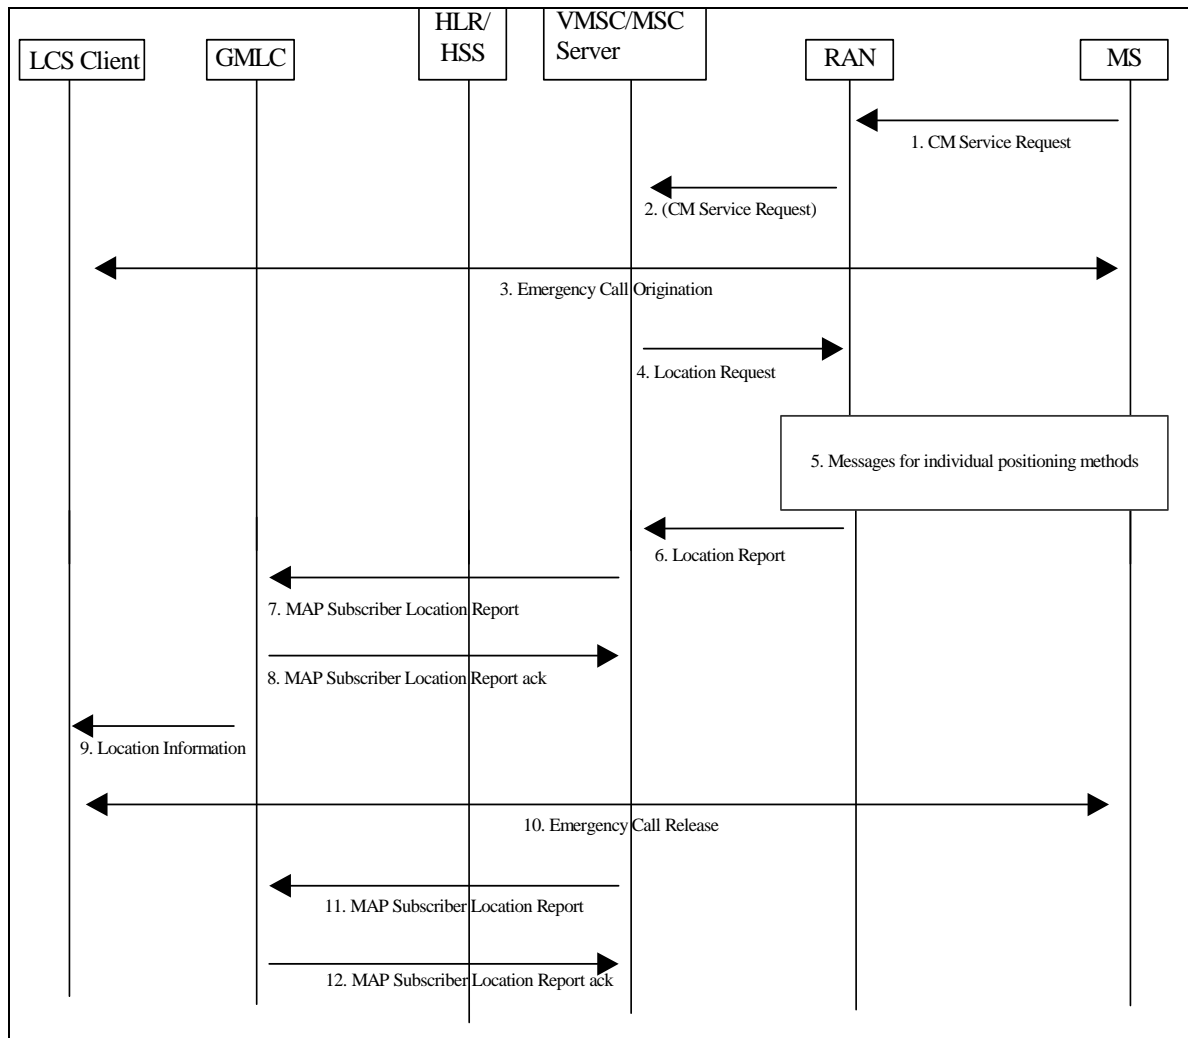 HLR/
HSS
VMSC/MSC
Server
LCS Client
GMLC
RAN
MS
1. CM Service Request
2. (CM Service Request)
3. Emergency Call Origination
4. Location Request
5. Messages for individual positioning methods
6. Location Report
7. MAP Subscriber Location Report
8. MAP Subscriber Location Report ack
9. Location Information
10. Emergency Call Release
11. MAP Subscriber Location Report
12. MAP Subscriber Location Report ack